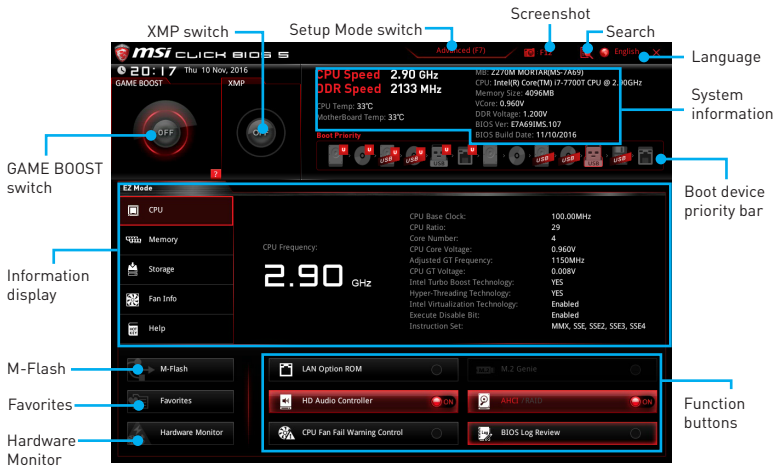 Screenshot
XMP switch
Setup Mode switch
Search
msi CLICK BIOS 5
Advanced (F7)
F12
English
X
Language
20:17 Thu 10 Nov, 2016
GAME BOOST
XMP
OFF
OFF
?
CPU Speed 2.90 GHz
DDR Speed 2133 MHz
CPU Temp: 33°C
MotherBoard Temp: 33°C
MB: Z270M MORTAR(MS-7A69)
CPU: Intel(R) Core(TM) i7-7700T CPU @ 2.90GHz
Memory Size: 4096MB
VCore: 0.960V
DDR Voltage: 1.200V
BIOS Ver: E7A69IMS.107
BIOS Build Date: 11/10/2016
System
information
Boot Priority
U U USB U USB U U U USB USB USB USB
GAME BOOST
switch
Boot device
priority bar
EZ Mode
CPU
Memory
Storage
Fan Info
Help
CPU Frequency:
2.90 GHz
CPU Base Clock: 100.00MHz
CPU Ratio: 29
Core Number: 4
CPU Core Voltage: 0.960V
Adjusted GT Frequency: 1150MHz
CPU GT Voltage: 0.008V
Intel Turbo Boost Technology: YES
Hyper-Threading Technology: YES
Intel Virtualization Technology: Enabled
Execute Disable Bit: Enabled
Instruction Set: MMX, SSE, SSE2, SSE3, SSE4
Information
display
M-Flash
Favorites
Hardware
Monitor
M-Flash
Favorites
Hardware Monitor
LAN Option ROM
M.2 Genie
HD Audio Controller ON
AHCI /RAID ON
CPU Fan Fail Warning Control
BIOS Log Review
Function
buttons